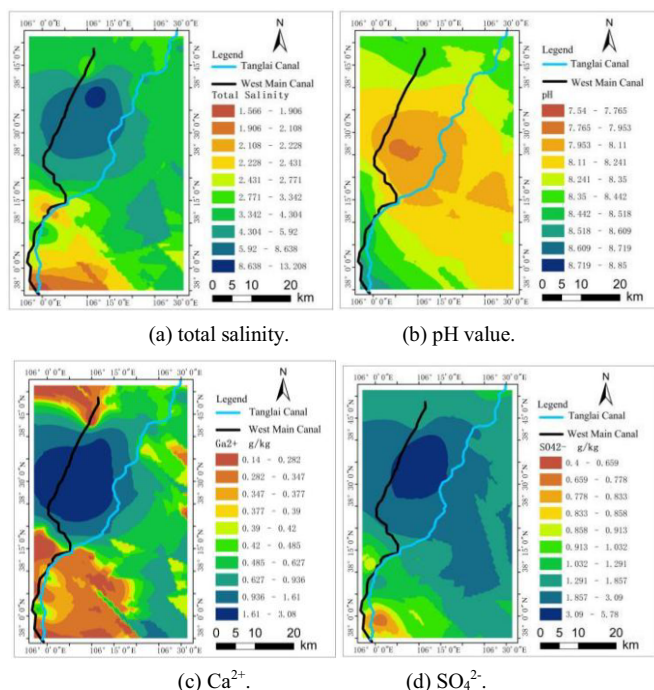 106° 0'0"E 106° 15'0"E 106° 30'0"E
38° 45'0"N
38° 30'0"N
38° 15'0"N
38° 0'0"N
N
Legend
Tanglai Canal
West Main Canal
Total Salinity
1.566 - 1.906
1.906 - 2.108
2.108 - 2.228
2.228 - 2.431
2.431 - 2.771
2.771 - 3.342
3.342 - 4.304
4.304 - 5.92
5.92 - 8.638
8.638 - 13.208
0 5 10 20
km
(a) total salinity.
106° 0'0"E 106° 15'0"E 106° 30'0"E
38° 45'0"N
38° 30'0"N
38° 15'0"N
38° 0'0"N
N
Legend
Tanglai Canal
West Main Canal
pH
7.54 - 7.765
7.765 - 7.953
7.953 - 8.11
8.11 - 8.241
8.241 - 8.35
8.35 - 8.442
8.442 - 8.518
8.518 - 8.609
8.609 - 8.719
8.719 - 8.85
0 5 10 20
km
(b) pH value.
106° 0'0"E 106° 15'0"E 106° 30'0"E
38° 45'0"N
38° 30'0"N
38° 15'0"N
38° 0'0"N
N
Legend
Tanglai Canal
West Main Canal
Ga2+ g/kg
0.14 - 0.282
0.282 - 0.347
0.347 - 0.377
0.377 - 0.39
0.39 - 0.42
0.42 - 0.485
0.485 - 0.627
0.627 - 0.936
0.936 - 1.61
1.61 - 3.08
0 5 10 20
km
(c) Ca²⁺.
106° 0'0"E 106° 15'0"E 106° 30'0"E
38° 45'0"N
38° 30'0"N
38° 15'0"N
38° 0'0"N
N
Legend
Tanglai Canal
West Main Canal
SO42- g/kg
0.4 - 0.659
0.659 - 0.778
0.778 - 0.833
0.833 - 0.858
0.858 - 0.913
0.913 - 1.032
1.032 - 1.291
1.291 - 1.857
1.857 - 3.09
3.09 - 5.78
0 5 10 20
km
(d) SO₄²⁻.